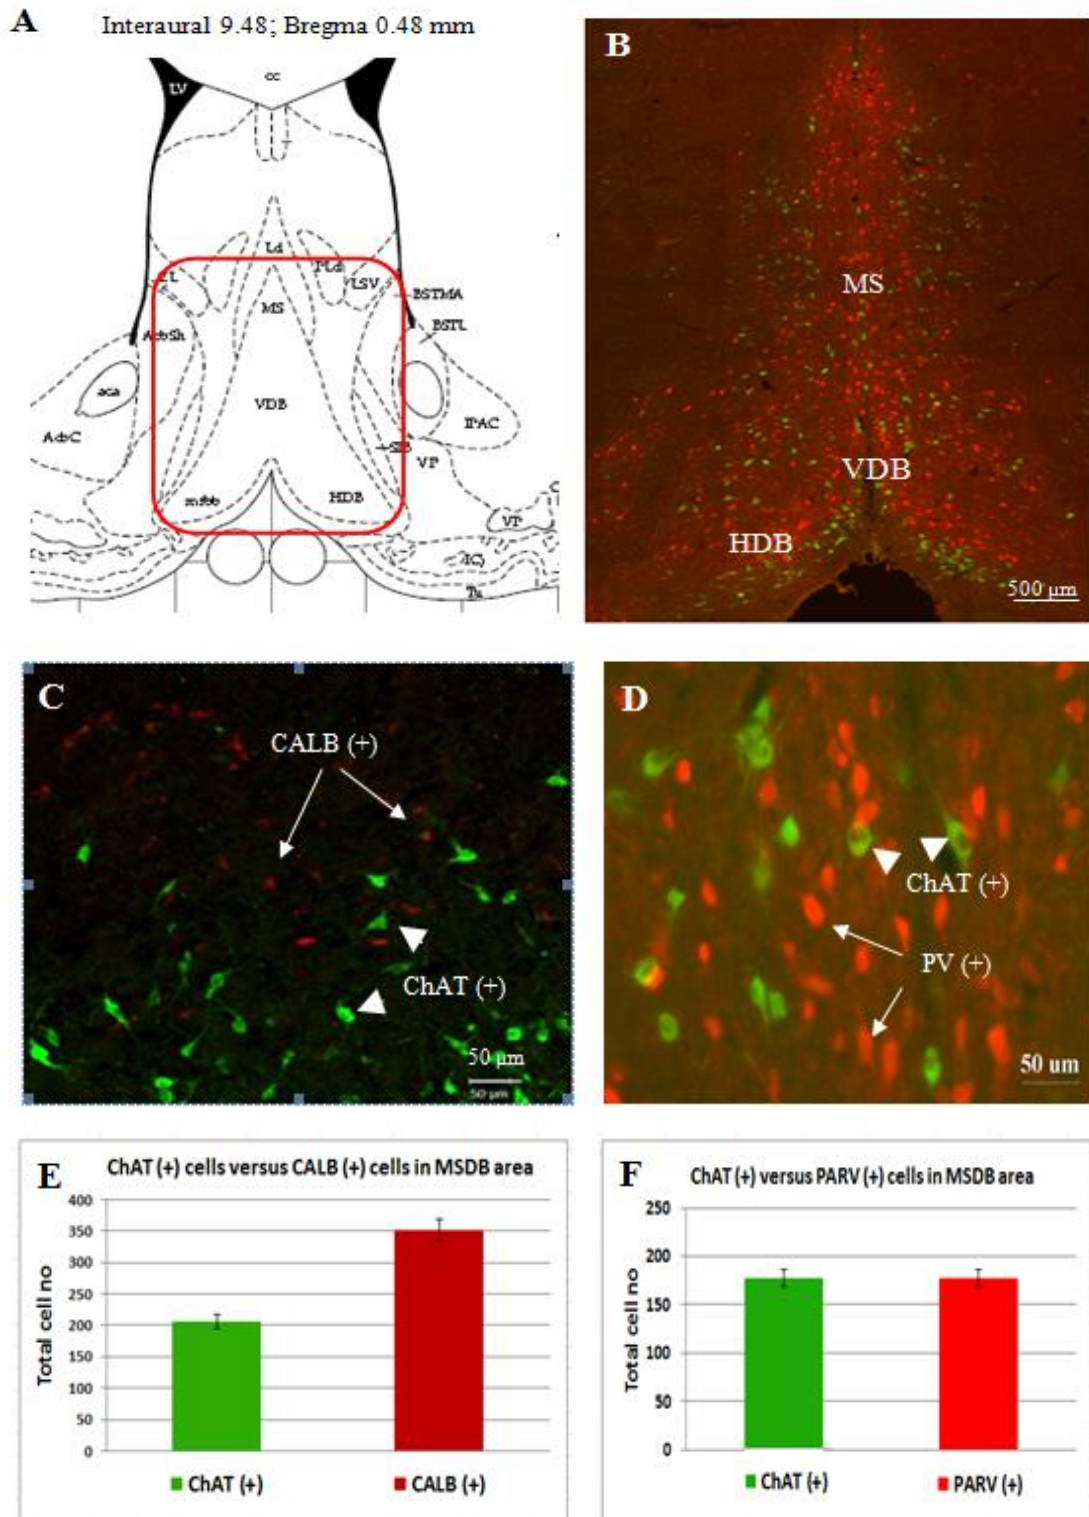 A
Interaural 9.48; Bregma 0.48 mm
cc
LV
Ld
PLd
LSV
MS
BSTMA
AcbSh
BSTL
aca
VDB
IPAC
AcbC
SIB
VP
mfbb
HDB
VP
ICj
Tu
B
MS
VDB
HDB
500 µm
C
CALB (+)
ChAT (+)
50 µm
50 µm
D
ChAT (+)
PV (+)
50 um
E
ChAT (+) cells versus CALB (+) cells in MSDB area
400
350
300
250
200
150
100
50
0
Total cell no
ChAT (+)
CALB (+)
F
ChAT (+) versus PARV (+) cells in MSDB area
250
200
150
100
50
0
Total cell no
ChAT (+)
PARV (+)